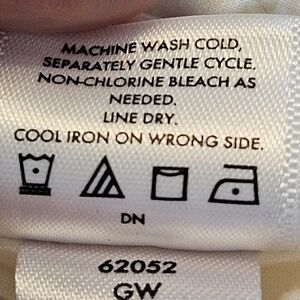 MACHINE WASH COLD,
SEPARATELY GENTLE CYCLE.
NON-CHLORINE BLEACH AS
NEEDED.
LINE DRY.
COOL IRON ON WRONG SIDE.
DN
62052
GW